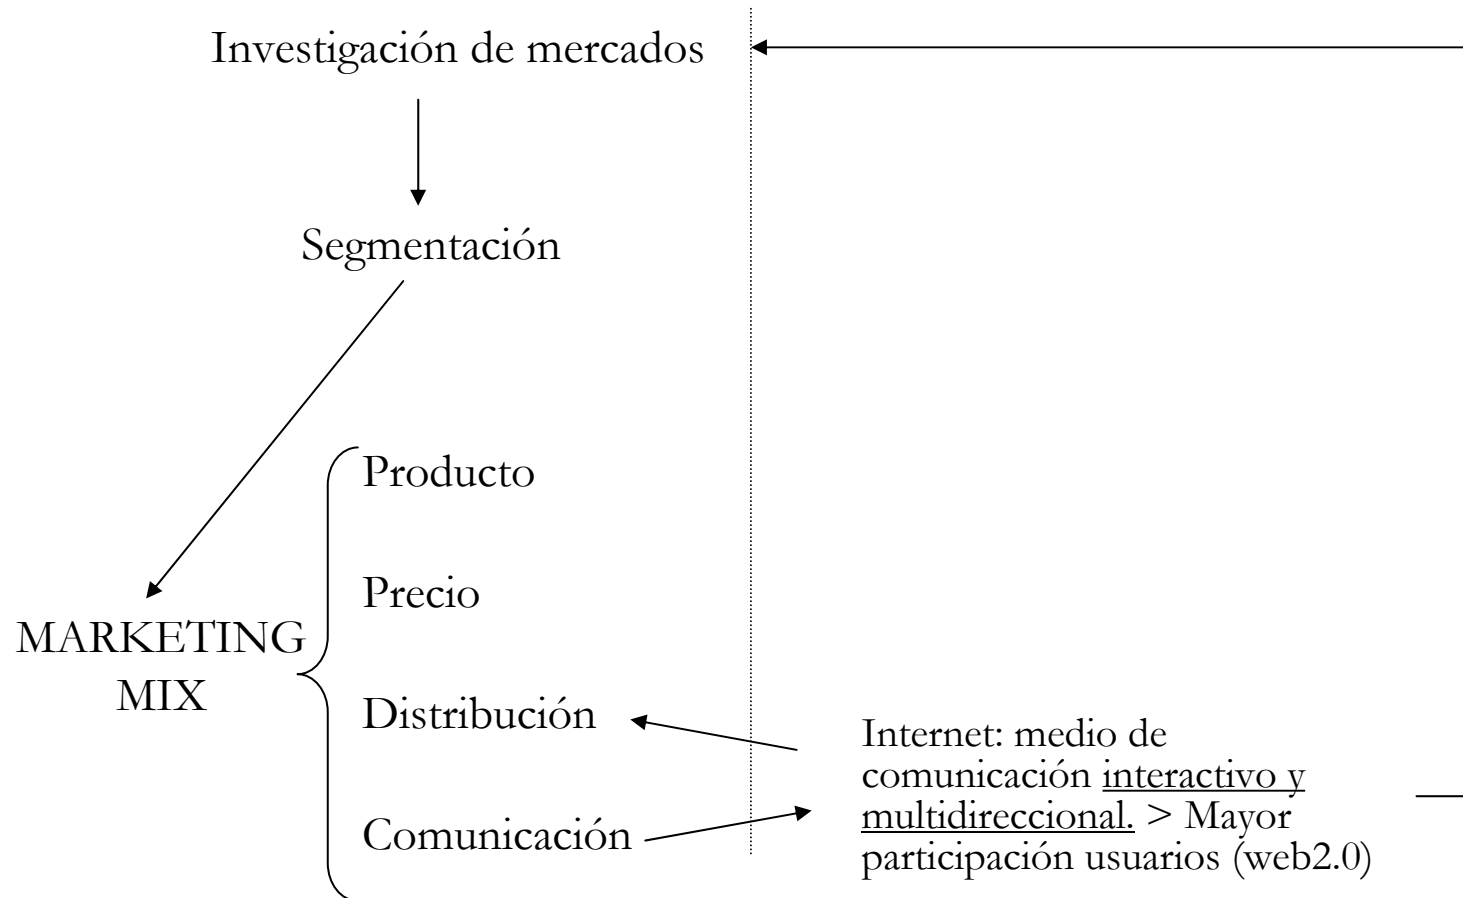 Investigación de mercados
Segmentación
Producto
Precio
MARKETING
MIX
Distribución
Comunicación
Internet: medio de
comunicación interactivo y
multidireccional. > Mayor
participación usuarios (web2.0)